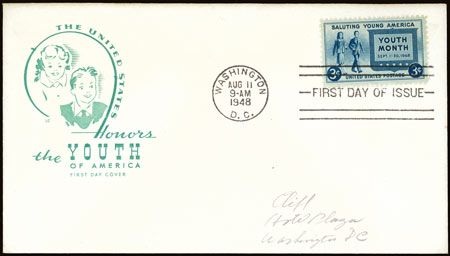 THE UNITED STATES
Honors
the YOUTH
OF AMERICA
FIRST DAY COVER
WASHINGTON
AUG 11
9-AM
1948
D. C.
FIRST DAY OF ISSUE
SALUTING YOUNG AMERICA
YOUTH
MONTH
SEPT. 1-30, 1948
3¢ UNITED STATES POSTAGE 3¢
Cliff
Hotel Plaza
Washington DC